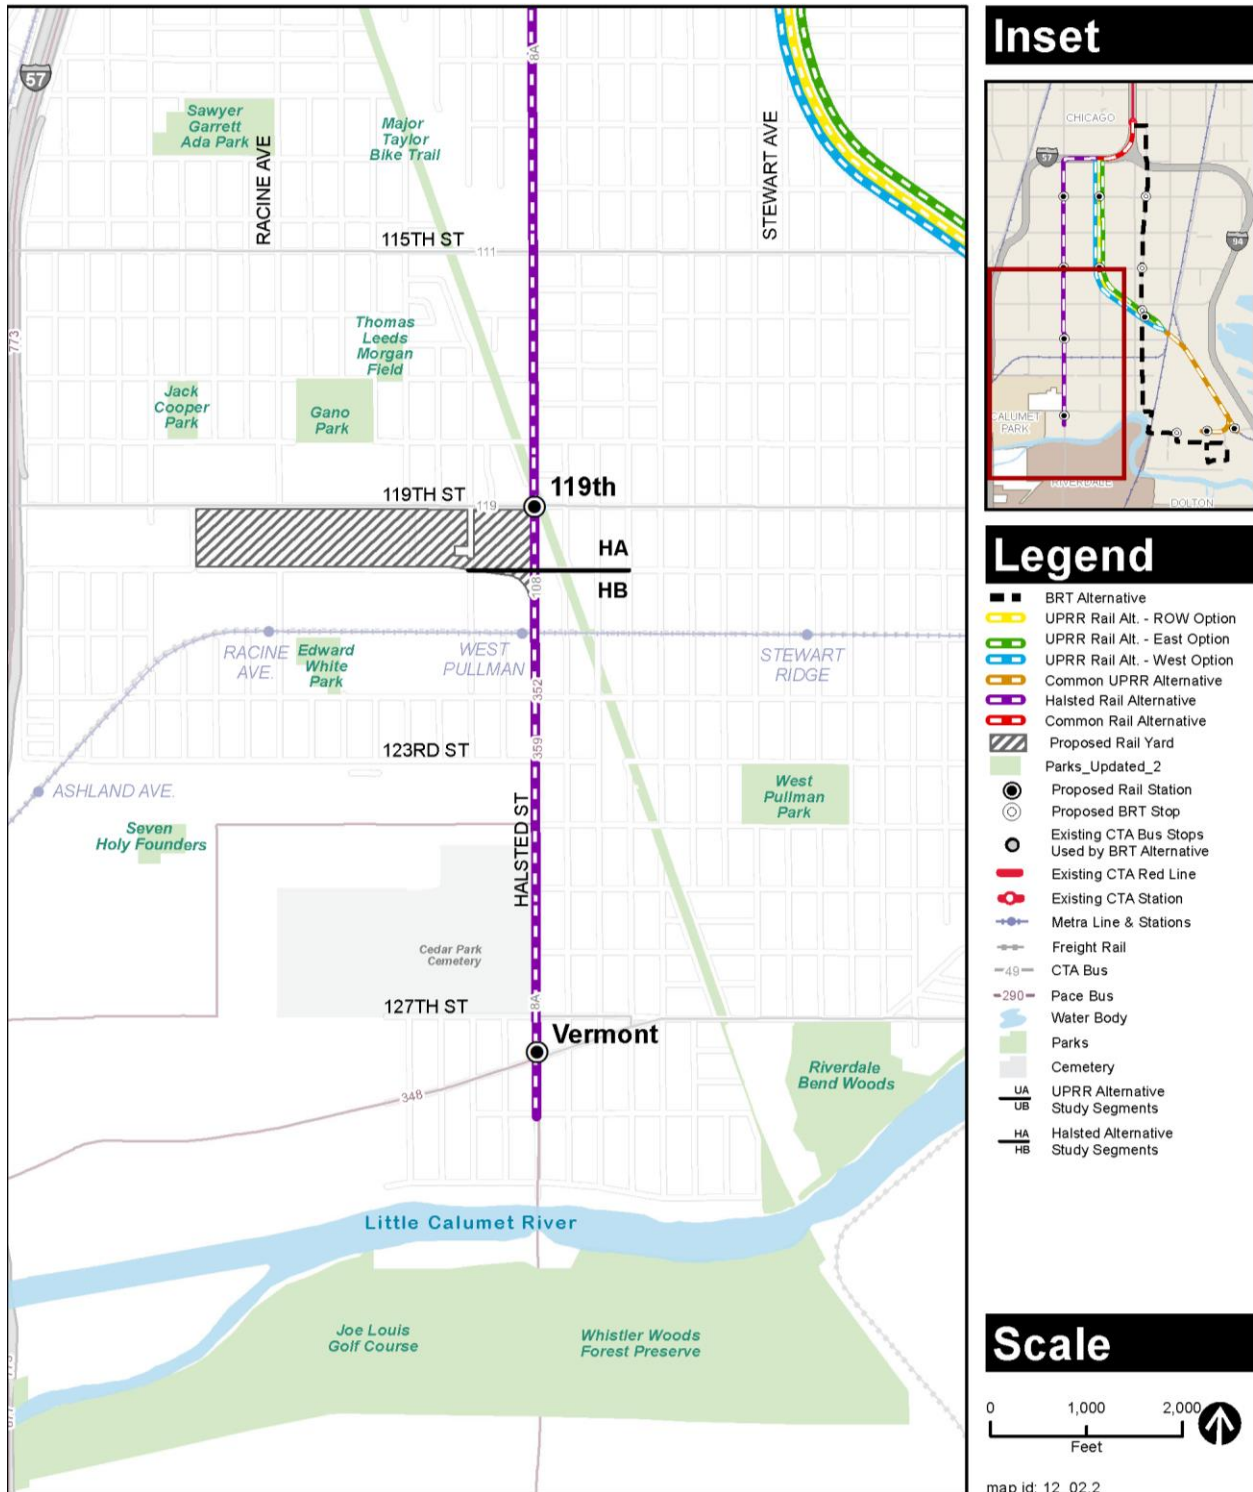 57
8A
Sawyer
Garrett
Ada Park
RACINE AVE
Major
Taylor
Bike Trail
STEWART AVE
115TH ST
111
773
Thomas
Leeds
Morgan
Field
Jack
Cooper
Park
Gano
Park
119TH ST
119
119th
HA
HB
108
RACINE
AVE.
Edward
White
Park
WEST
PULLMAN
STEWART
RIDGE
352
359
123RD ST
ASHLAND AVE.
Seven
Holy Founders
West
Pullman
Park
HALSTED ST
Cedar Park
Cemetery
127TH ST
8A
Vermont
Riverdale
Bend Woods
348
Little Calumet River
Joe Louis
Golf Course
Whistler Woods
Forest Preserve
Inset
CHICAGO
57
94
CALUMET
PARK
RIVERDALE
DOLTON
Legend
BRT Alternative
UPRR Rail Alt. - ROW Option
UPRR Rail Alt. - East Option
UPRR Rail Alt. - West Option
Common UPRR Alternative
Halsted Rail Alternative
Common Rail Alternative
Proposed Rail Yard
Parks_Updated_2
Proposed Rail Station
Proposed BRT Stop
Existing CTA Bus Stops
Used by BRT Alternative
Existing CTA Red Line
Existing CTA Station
Metra Line & Stations
Freight Rail
49 CTA Bus
290 Pace Bus
Water Body
Parks
Cemetery
UA UPRR Alternative
UB Study Segments
HA Halsted Alternative
HB Study Segments
Scale
0 1,000 2,000
Feet
map id: 12_02.2